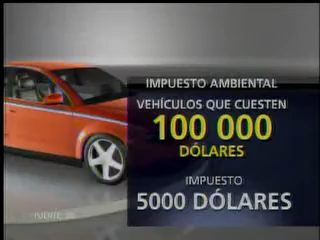 IMPUESTO AMBIENTAL
VEHÍCULOS QUE CUESTEN
100 000
DÓLARES
IMPUESTO
5000 DÓLARES